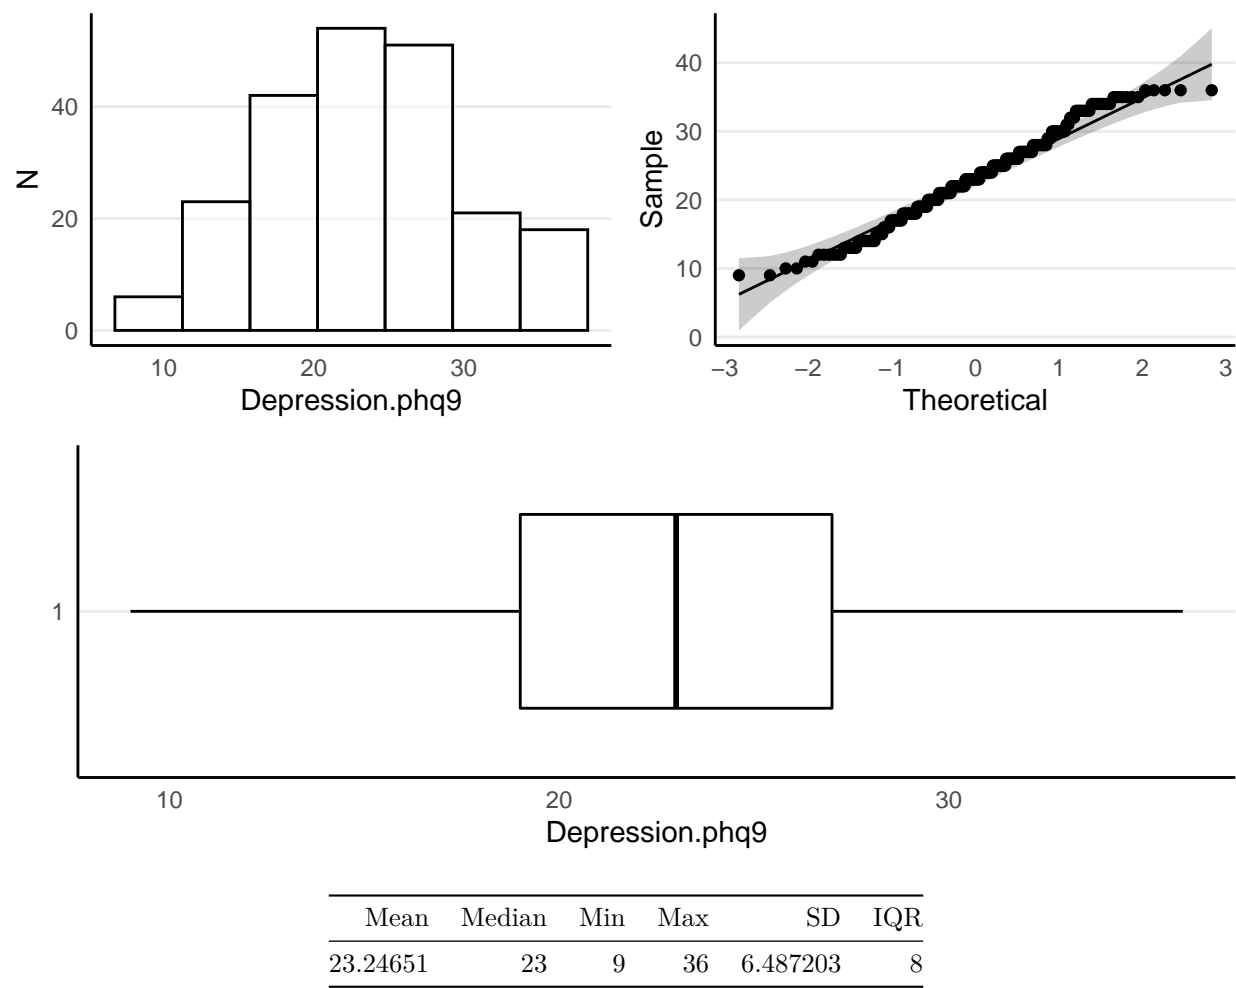 N
40
20
0
10 20 30
Depression.phq9
Sample
40
30
20
10
0
−3 −2 −1 0 1 2 3
Theoretical
1
10 20 30
Depression.phq9
Mean Median Min Max SD IQR
23.24651 23 9 36 6.487203 8